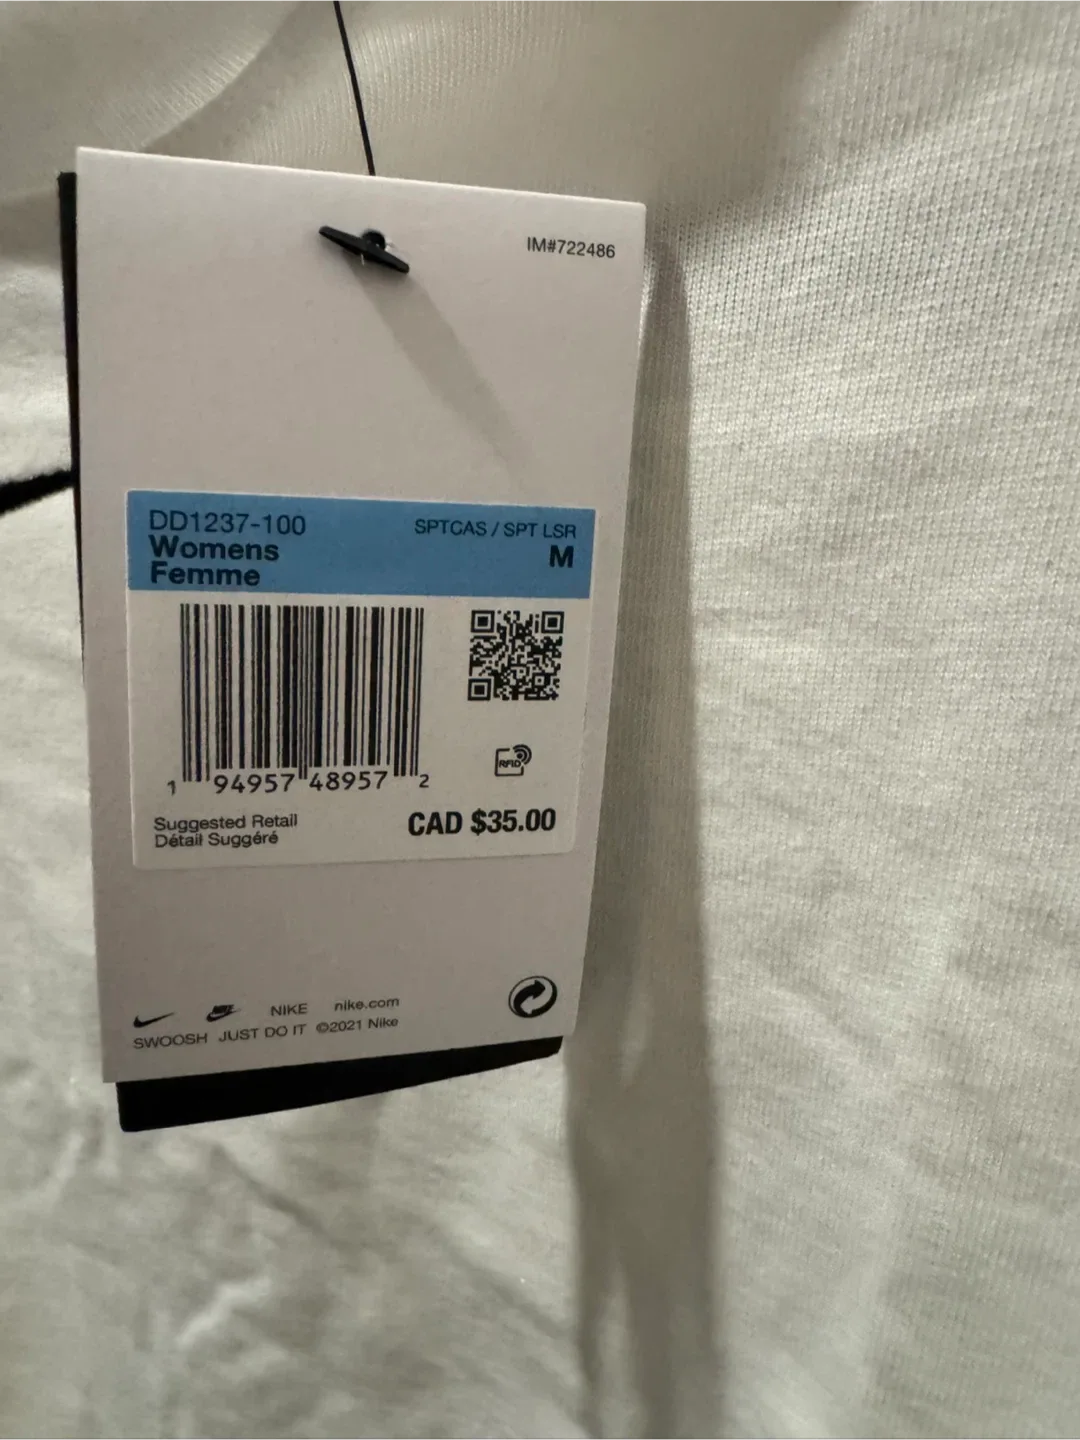 IM#722486
DD1237-100
SPTCAS / SPT LSR
Womens
M
Femme
RFID
1 94957 48957 2
Suggested Retail
CAD $35.00
Détail Suggéré
NIKE nike.com
SWOOSH JUST DO IT ©2021 Nike